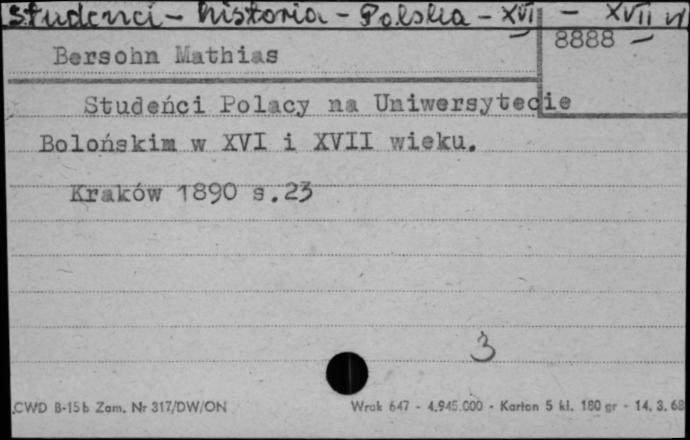 Studenci - historia - Polska - XVI - XVII w
8888
Bersohn Mathias
Studeńci Polacy na Uniwersytecie
Bolońskim w XVI i XVII wieku.
Kraków 1890 s.23
3
CWD B-15b Zam. Nr 317/DW/ON
Wrak 647 - 4.945.000 - Karton 5 kl. 180 gr - 14.3.68